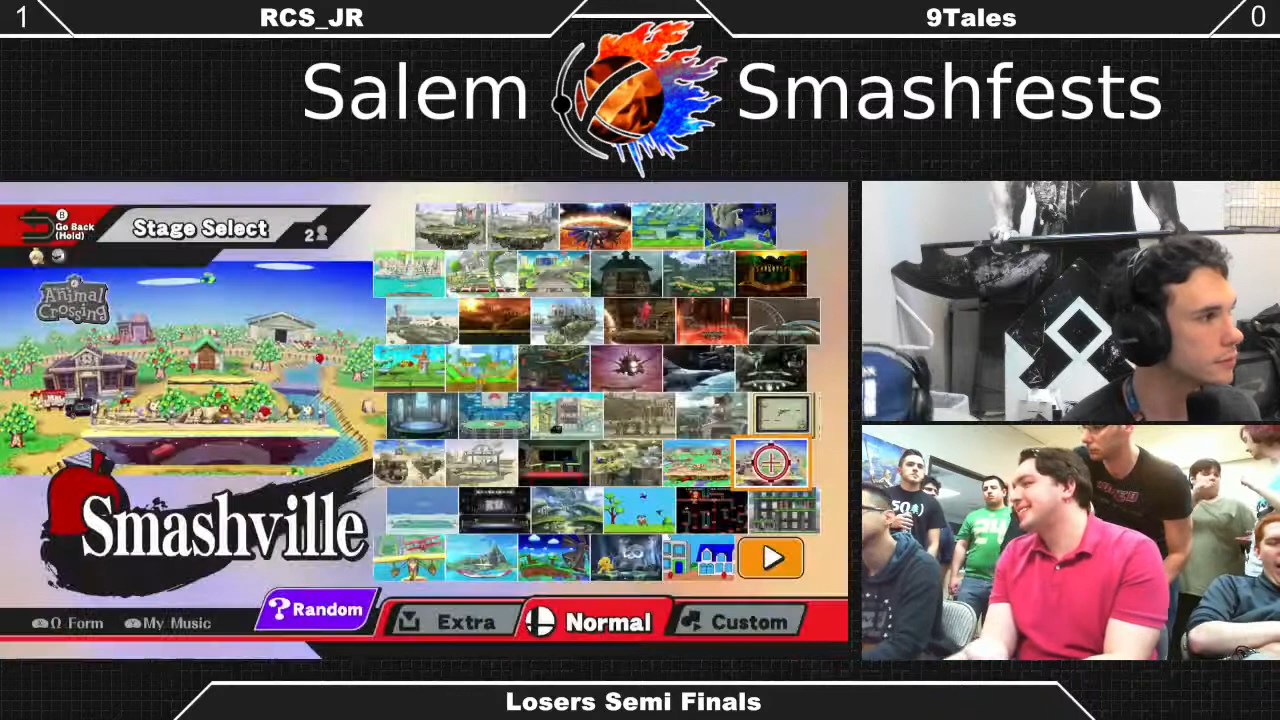 1
RCS_JR
9Tales
0
Salem Smashfests
B
Go Back
(Hold)
Stage Select
2
Animal
Crossing
Smashville
?Random
Ω Form
My Music
Extra
Normal
Custom
Losers Semi Finals